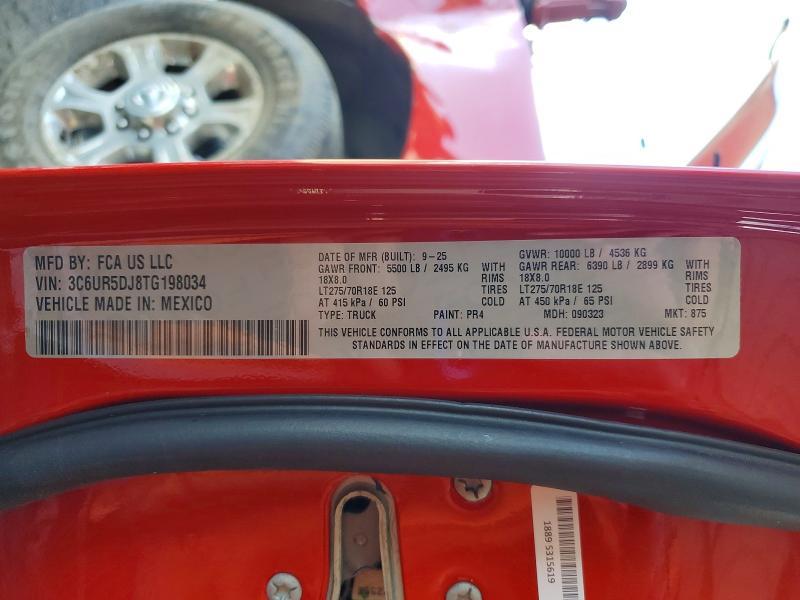 MFD BY: FCA US LLC
VIN: 3C6UR5DJ8TG198034
VEHICLE MADE IN: MEXICO
DATE OF MFR (BUILT): 9-25
GAWR FRONT: 5500 LB / 2495 KG WITH
18X8.0 RIMS
LT275/70R18E 125 TIRES
AT 415 kPa / 60 PSI COLD
TYPE: TRUCK PAINT: PR4
GVWR: 10000 LB / 4536 KG
GAWR REAR: 6390 LB / 2899 KG WITH
18X8.0 RIMS
LT275/70R18E 125 TIRES
AT 450 kPa / 65 PSI COLD
MDH: 090323 MKT: 875
THIS VEHICLE CONFORMS TO ALL APPLICABLE U.S.A. FEDERAL MOTOR VEHICLE SAFETY
STANDARDS IN EFFECT ON THE DATE OF MANUFACTURE SHOWN ABOVE.
1889 5315619